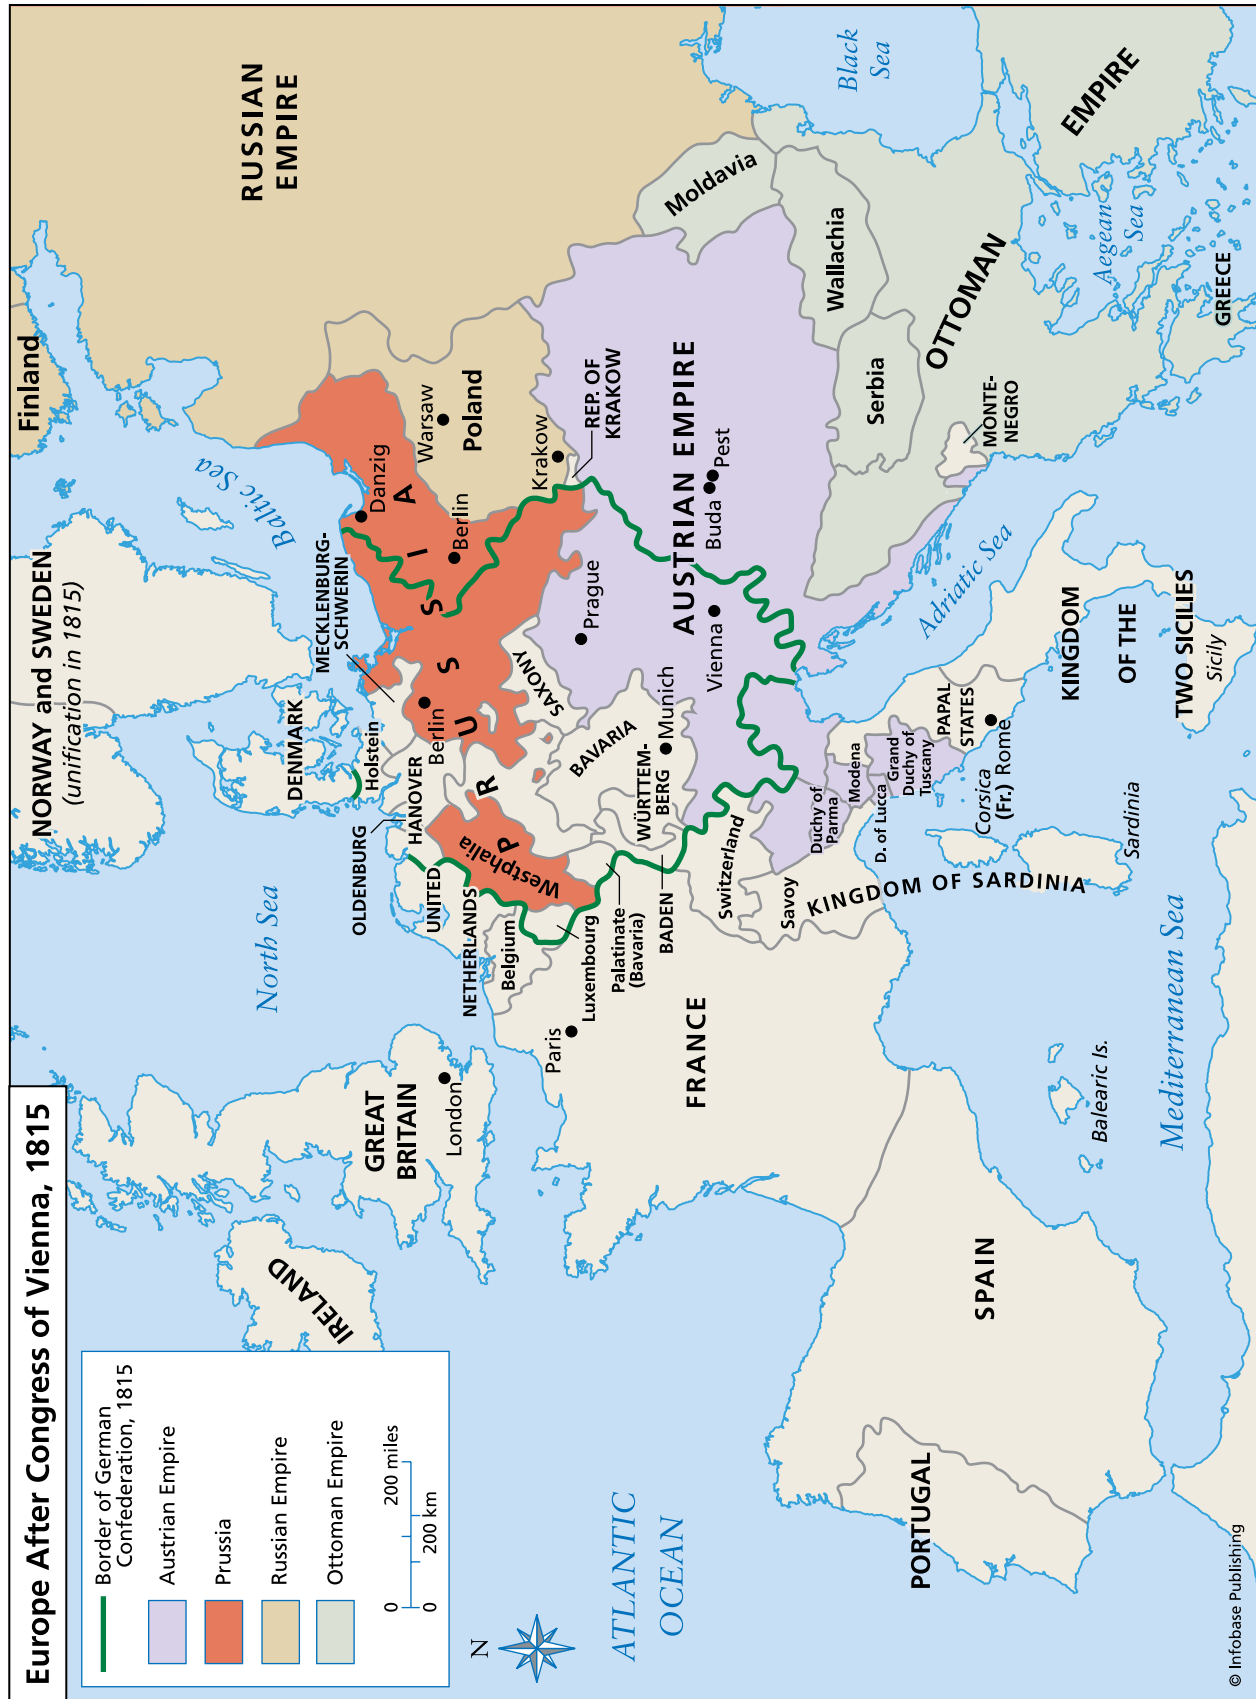 Europe After Congress of Vienna, 1815
Border of German
Confederation, 1815
Austrian Empire
Prussia
Russian Empire
Ottoman Empire
0
200 miles
0
200 km
N
ATLANTIC
OCEAN
IRELAND
GREAT
BRITAIN
London
North Sea
NORWAY and SWEDEN
(unification in 1815)
Finland
RUSSIAN
EMPIRE
Baltic Sea
DENMARK
Holstein
MECKLENBURG-
SCHWERIN
OLDENBURG
HANOVER
UNITED
NETHERLANDS
Belgium
Luxembourg
Westphalia
PRUSSIA
Berlin
Danzig
Berlin
Warsaw
Poland
Krakow
REP. OF
KRAKOW
SAXONY
Prague
BAVARIA
Munich
WÜRTTEM-
BERG
Palatinate
(Bavaria)
BADEN
Paris
FRANCE
Switzerland
Savoy
KINGDOM OF SARDINIA
AUSTRIAN EMPIRE
Vienna
Buda
Pest
Moldavia
Wallachia
Serbia
OTTOMAN
EMPIRE
MONTE-
NEGRO
GREECE
Black
Sea
Aegean
Sea
Adriatic Sea
Duchy of
Parma
Modena
D. of Lucca
Grand
Duchy of
Tuscany
PAPAL
STATES
Rome
Corsica
(Fr.)
Sardinia
KINGDOM
OF THE
TWO SICILIES
Sicily
Mediterranean Sea
Balearic Is.
SPAIN
PORTUGAL
© Infobase Publishing